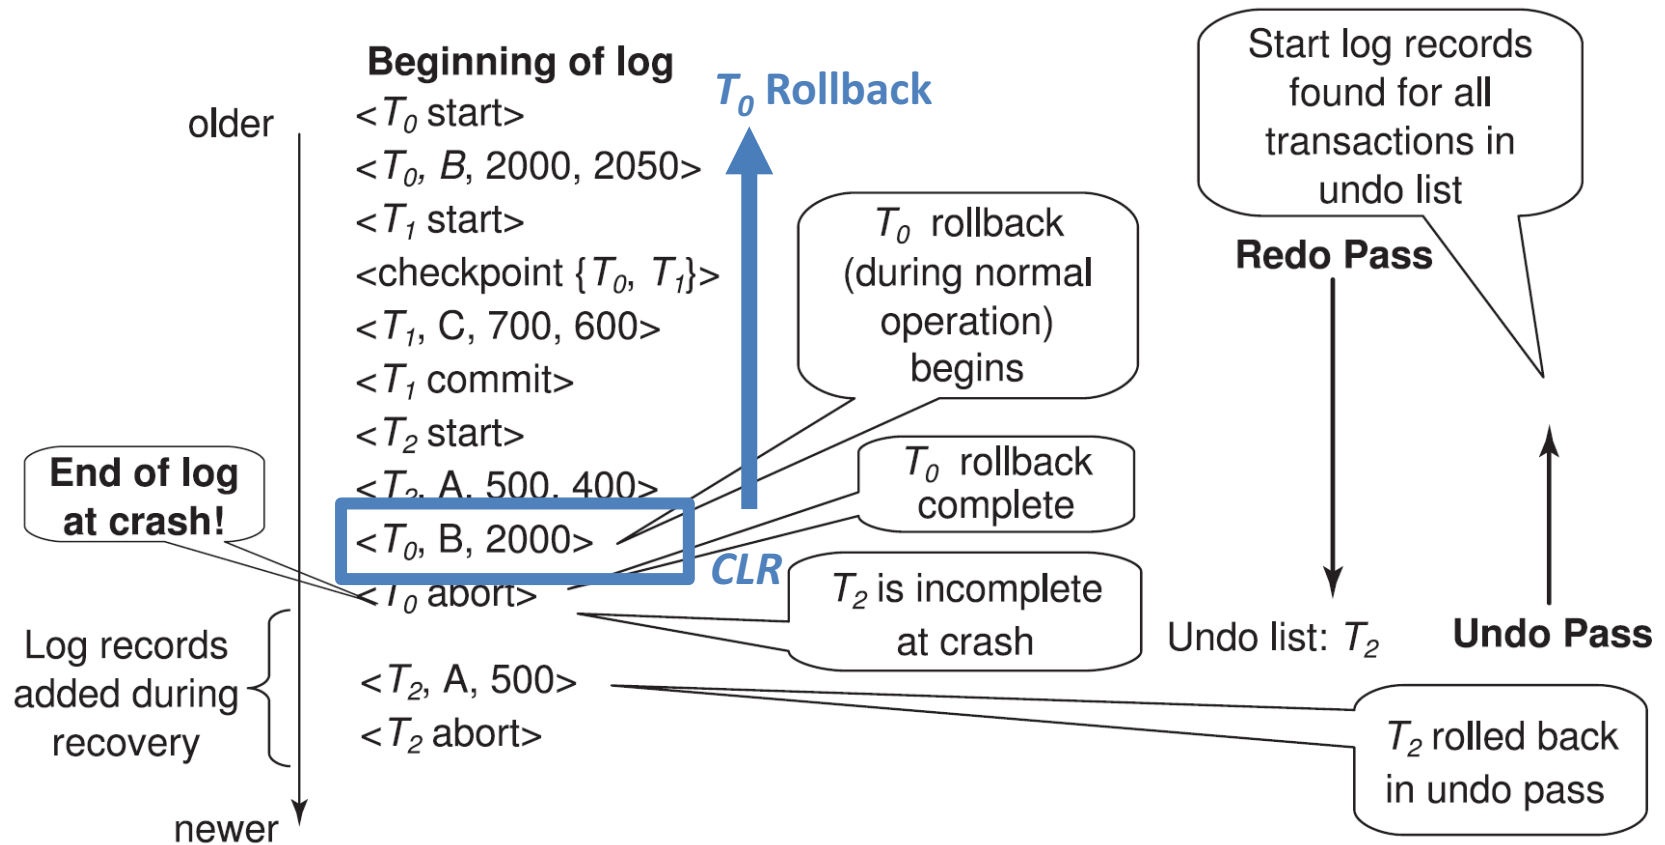 Beginning of log
T0 Rollback
older
<T0 start>
<T0, B, 2000, 2050>
<T1 start>
<checkpoint {T0, T1}>
<T1, C, 700, 600>
<T1 commit>
<T2 start>
<T2, A, 500, 400>
<T0, B, 2000>
CLR
<T0 abort>
<T2, A, 500>
<T2 abort>
newer
End of log
at crash!
Log records
added during
recovery
T0 rollback
(during normal
operation)
begins
T0 rollback
complete
T2 is incomplete
at crash
Start log records
found for all
transactions in
undo list
Redo Pass
Undo list: T2
Undo Pass
T2 rolled back
in undo pass